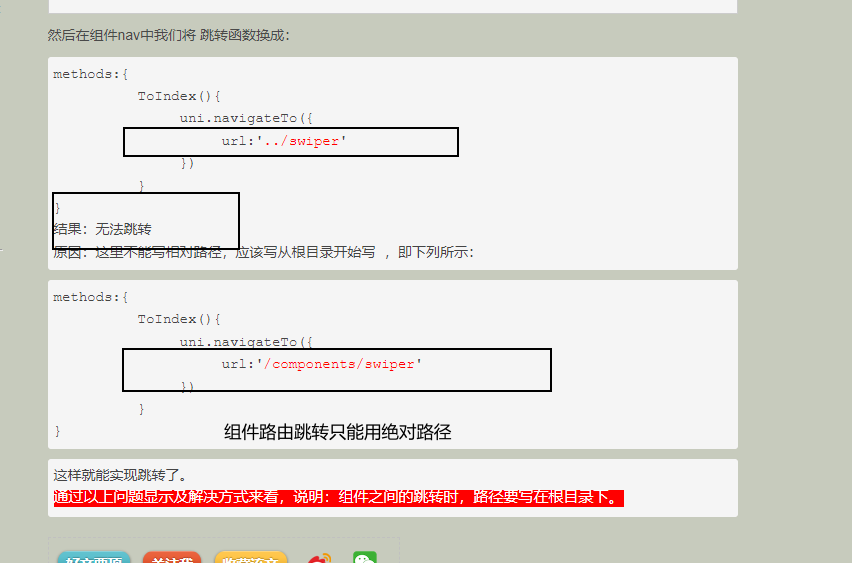 然后在组件nav中我们将 跳转函数换成：
methods:{
ToIndex(){
uni.navigateTo({
url:'../swiper'
})
}
}
结果：无法跳转
原因：这里不能写相对路径，应该写从根目录开始写 ，即下列所示：
methods:{
ToIndex(){
uni.navigateTo({
url:'/components/swiper'
})
}
}
组件路由跳转只能用绝对路径
这样就能实现跳转了。
通过以上问题显示及解决方式来看，说明：组件之间的跳转时，路径要写在根目录下。